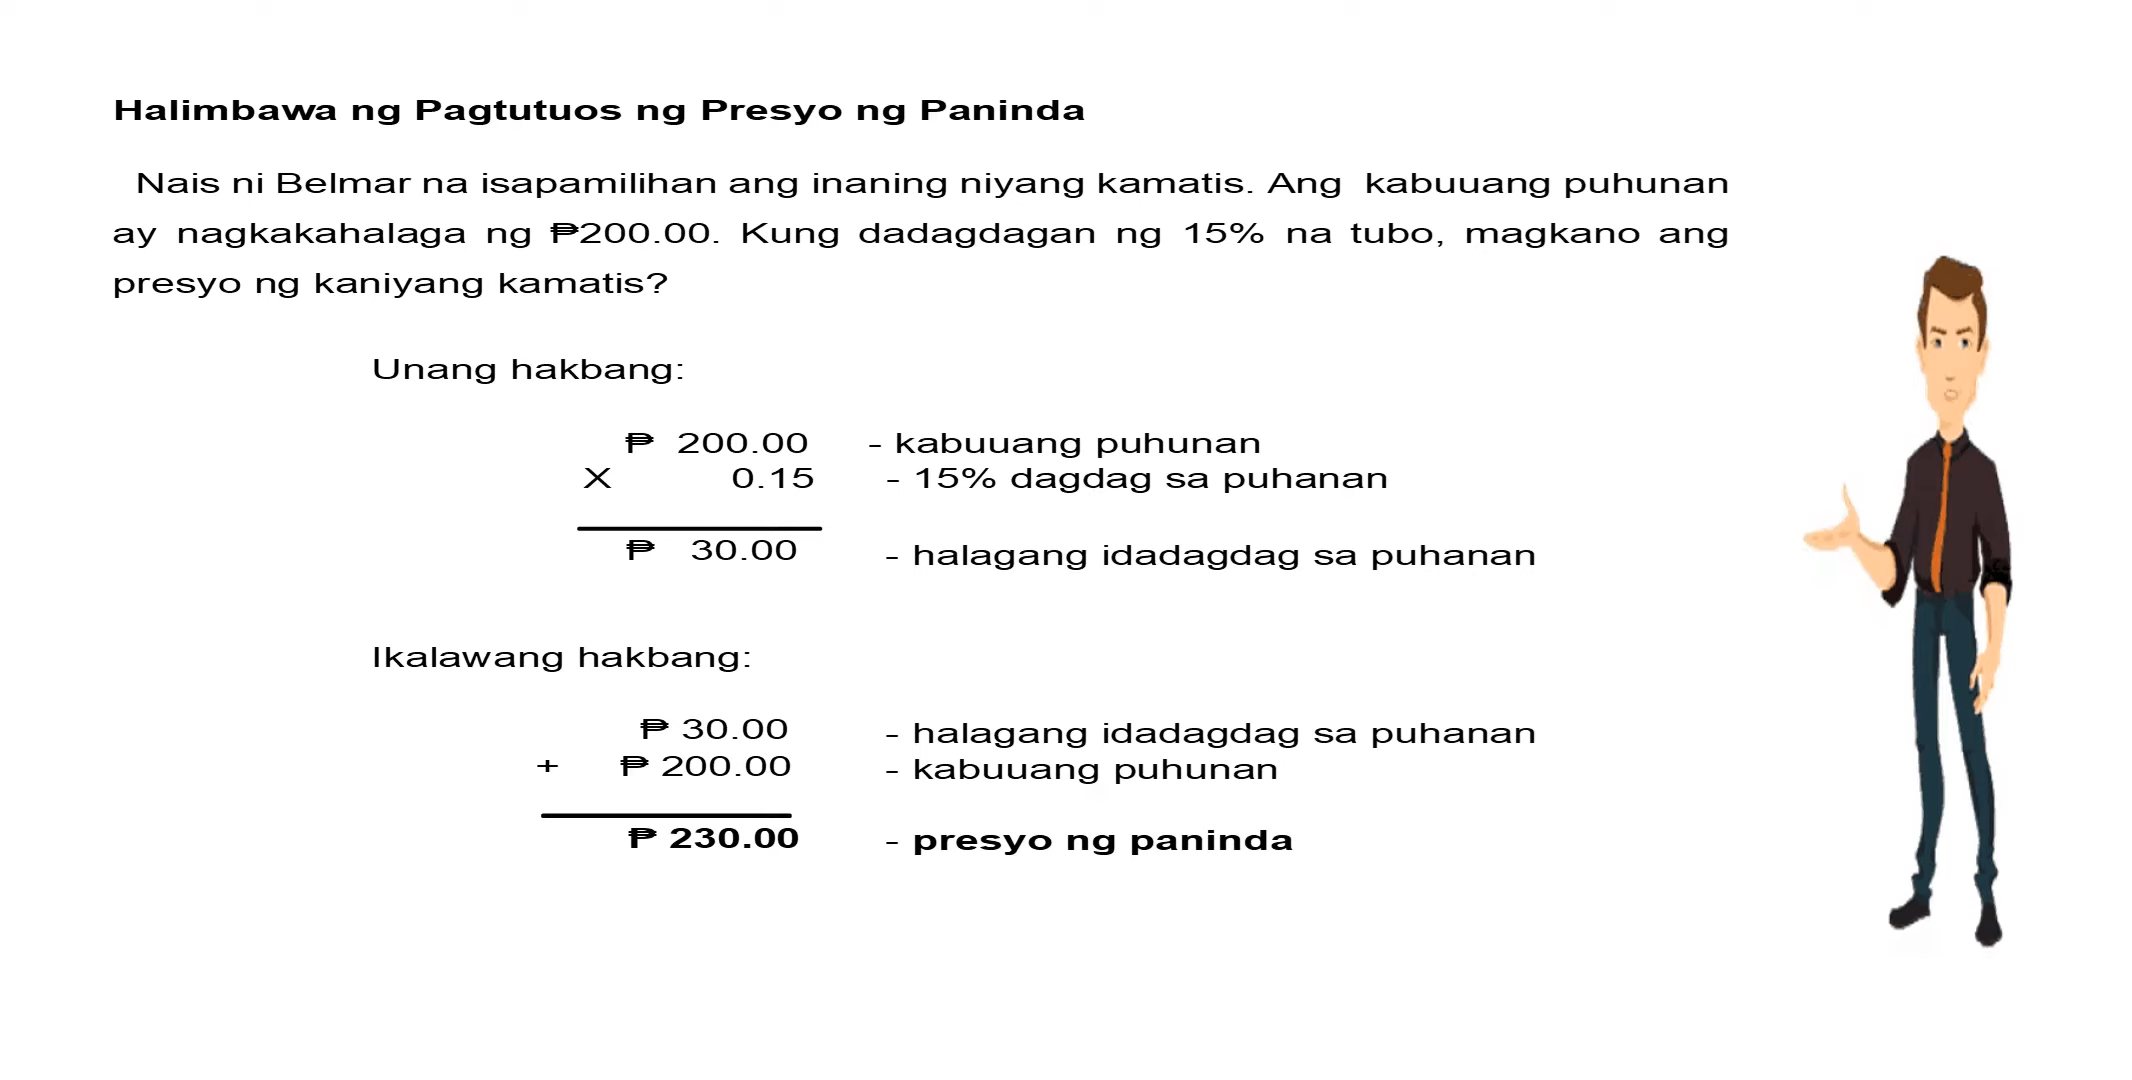 Halimbawa ng Pagtutuos ng Presyo ng Paninda
Nais ni Belmar na isapamilihan ang inaning niyang kamatis. Ang kabuuang puhunan
ay nagkakahalaga ng ₱200.00. Kung dadagdagan ng 15% na tubo, magkano ang
presyo ng kaniyang kamatis?
Unang hakbang:
₱ 200.00 - kabuuang puhunan
X 0.15 - 15% dagdag sa puhanan
₱ 30.00 - halagang idadagdag sa puhanan
Ikalawang hakbang:
₱ 30.00 - halagang idadagdag sa puhanan
+ ₱ 200.00 - kabuuang puhunan
₱ 230.00 - presyo ng paninda